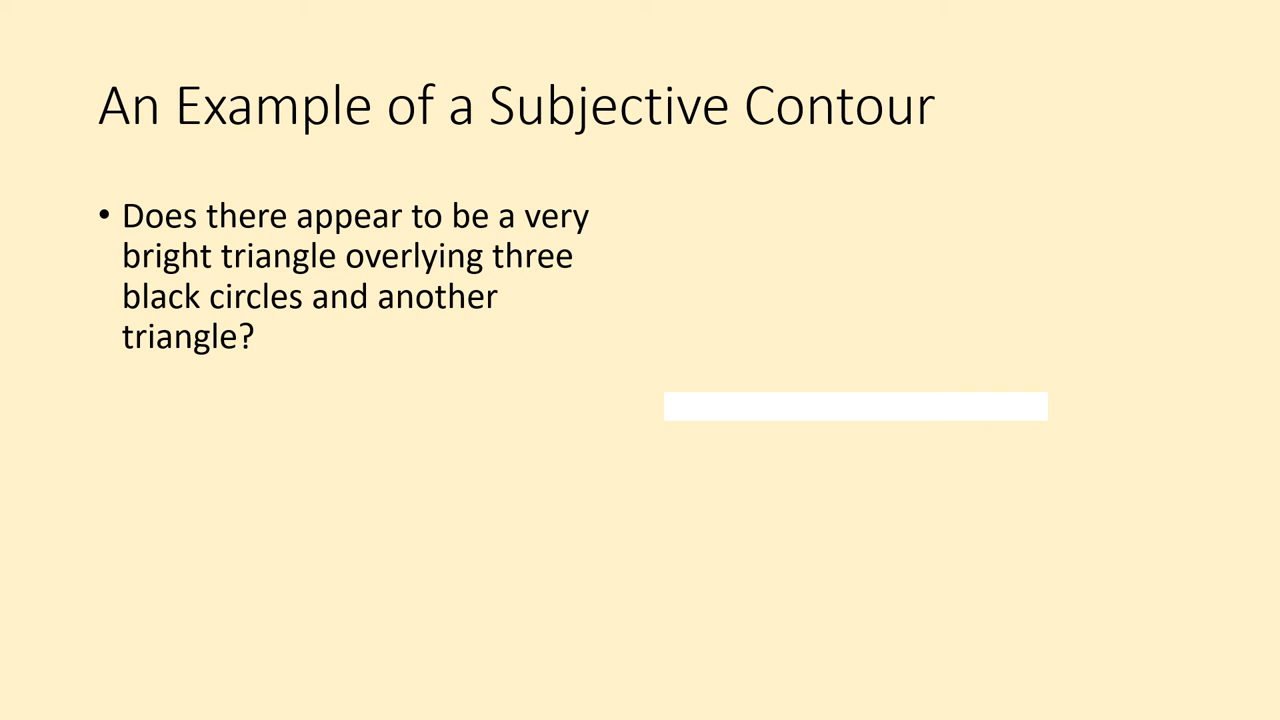 An Example of a Subjective Contour
• Does there appear to be a very
bright triangle overlying three
black circles and another
triangle?